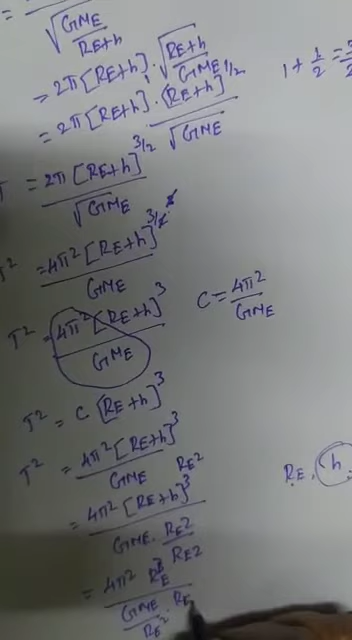 √(GME/RE+h)
= 2π [RE+h] . √(RE+h/GME)
= 2π [RE+h] . (RE+h)^1/2 / √GME
1 + 1/2 =
T = 2π [RE+h]^3/2 / √GME
T² = 4π² [RE+h]^3/2 / GME
T² = 4π² [RE+h]³ / GME
C = 4π² / GME
T² = C [RE+h]³
T² = 4π² [RE+h]³ / GME
RE²
= 4π² [RE+h]³ / GME . RE²/RE²
RE . h
= 4π² RE³ / GME/RE² . RE²